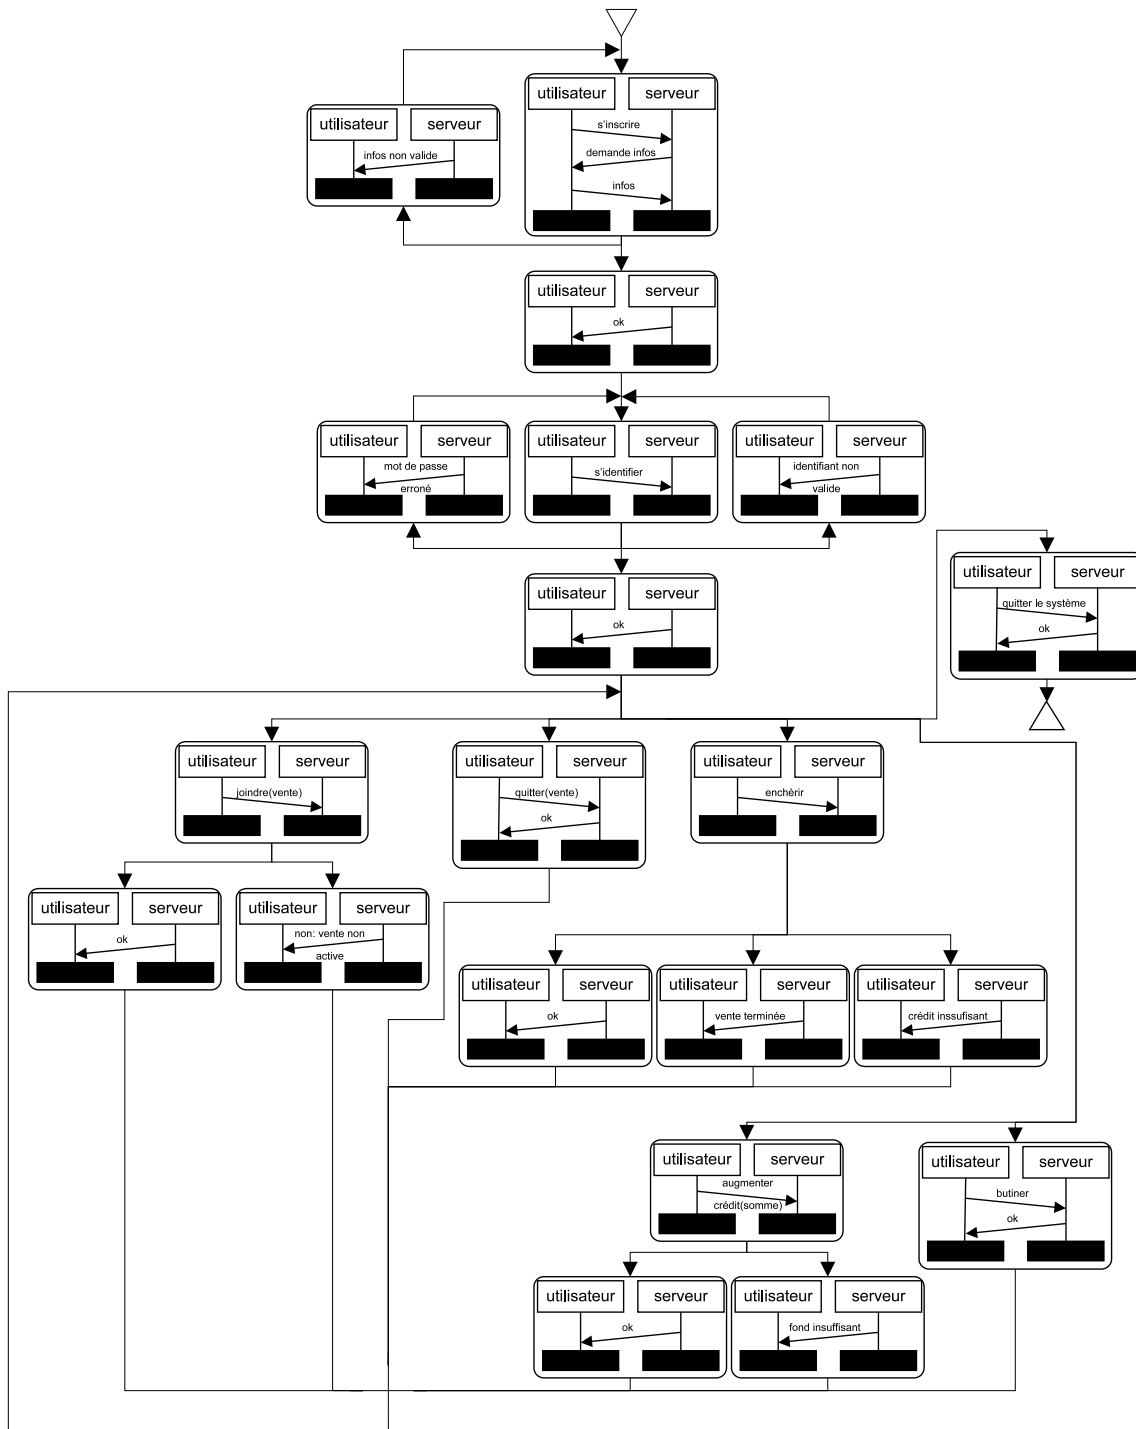 utilisateur serveur
s'inscrire
demande infos
infos
utilisateur serveur
infos non valide
utilisateur serveur
ok
utilisateur serveur
mot de passe
erroné
utilisateur serveur
s'identifier
utilisateur serveur
identifiant non
valide
utilisateur serveur
quitter le système
ok
utilisateur serveur
ok
utilisateur serveur
joindre(vente)
utilisateur serveur
quitter(vente)
ok
utilisateur serveur
enchèrir
utilisateur serveur
ok
utilisateur serveur
non: vente non
active
utilisateur serveur
ok
utilisateur serveur
vente terminée
utilisateur serveur
crédit inssufisant
utilisateur serveur
augmenter
crédit(somme)
utilisateur serveur
butiner
ok
utilisateur serveur
ok
utilisateur serveur
fond insuffisant